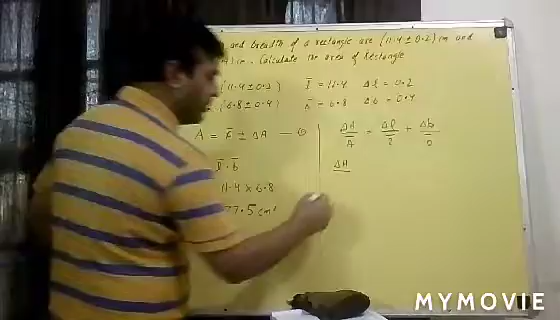 and breadth of a rectangle are (11.4 ± 0.2) cm and
) cm. Calculate the area of Rectangle
(11.4 ± 0.2) l̅ = 11.4 Δl = 0.2
(6.8 ± 0.4) b̅ = 6.8 Δb = 0.4
A = A̅ ± ΔA
ΔA/A̅ = Δl/l̅ + Δb/b̅
l̅ · b̅
ΔA
11.4 × 6.8
77.5 cm²
MYMOVIE